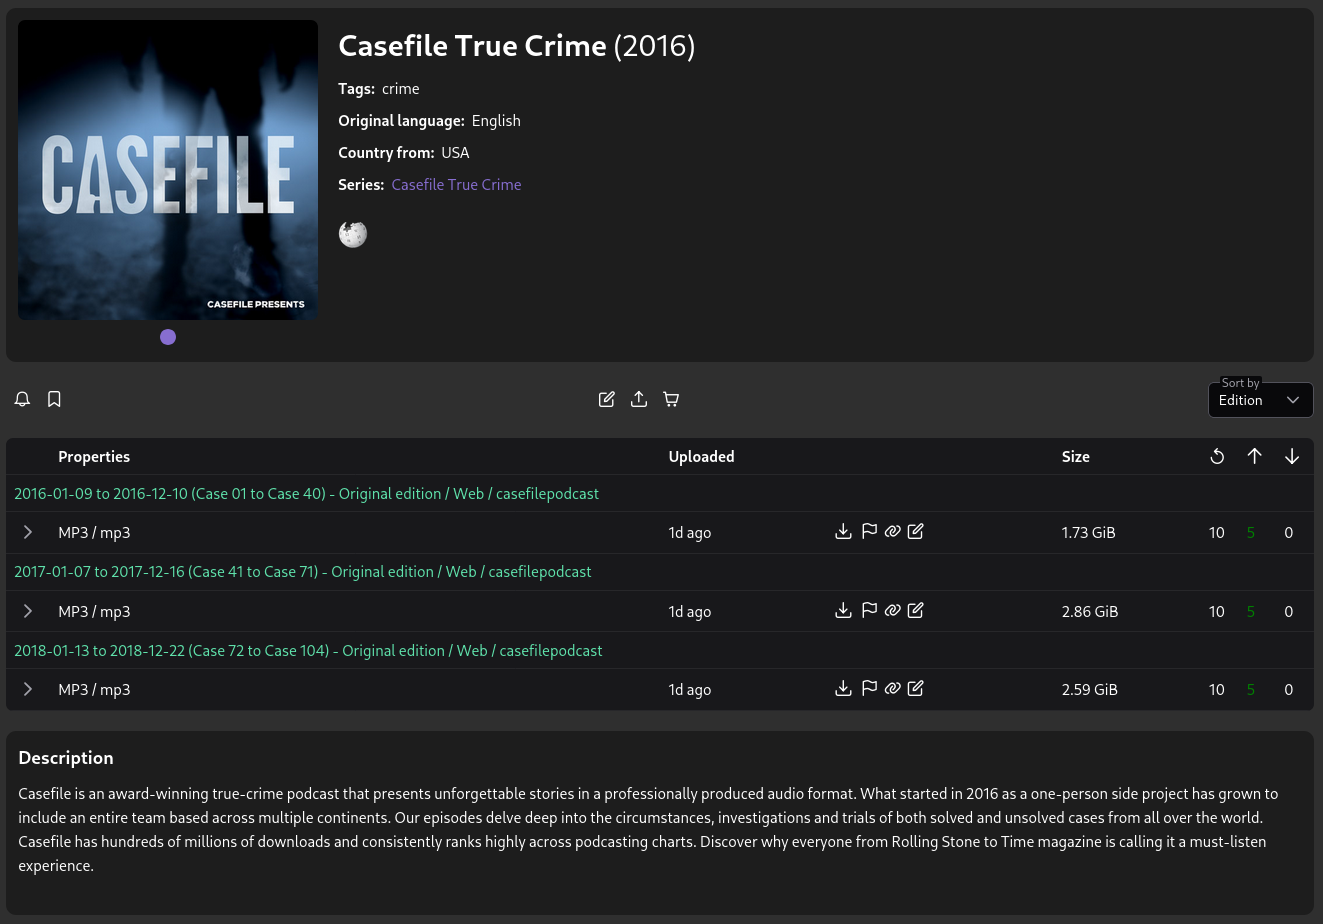 CASEFILE
CASEFILE PRESENTS
Casefile True Crime (2016)
Tags: crime
Original language: English
Country from: USA
Series: Casefile True Crime
Sort by
Edition
Properties Uploaded Size
2016-01-09 to 2016-12-10 (Case 01 to Case 40) - Original edition / Web / casefilepodcast
MP3 / mp3 1d ago 1.73 GiB 10 5 0
2017-01-07 to 2017-12-16 (Case 41 to Case 71) - Original edition / Web / casefilepodcast
MP3 / mp3 1d ago 2.86 GiB 10 5 0
2018-01-13 to 2018-12-22 (Case 72 to Case 104) - Original edition / Web / casefilepodcast
MP3 / mp3 1d ago 2.59 GiB 10 5 0
Description
Casefile is an award-winning true-crime podcast that presents unforgettable stories in a professionally produced audio format. What started in 2016 as a one-person side project has grown to
include an entire team based across multiple continents. Our episodes delve deep into the circumstances, investigations and trials of both solved and unsolved cases from all over the world.
Casefile has hundreds of millions of downloads and consistently ranks highly across podcasting charts. Discover why everyone from Rolling Stone to Time magazine is calling it a must-listen
experience.